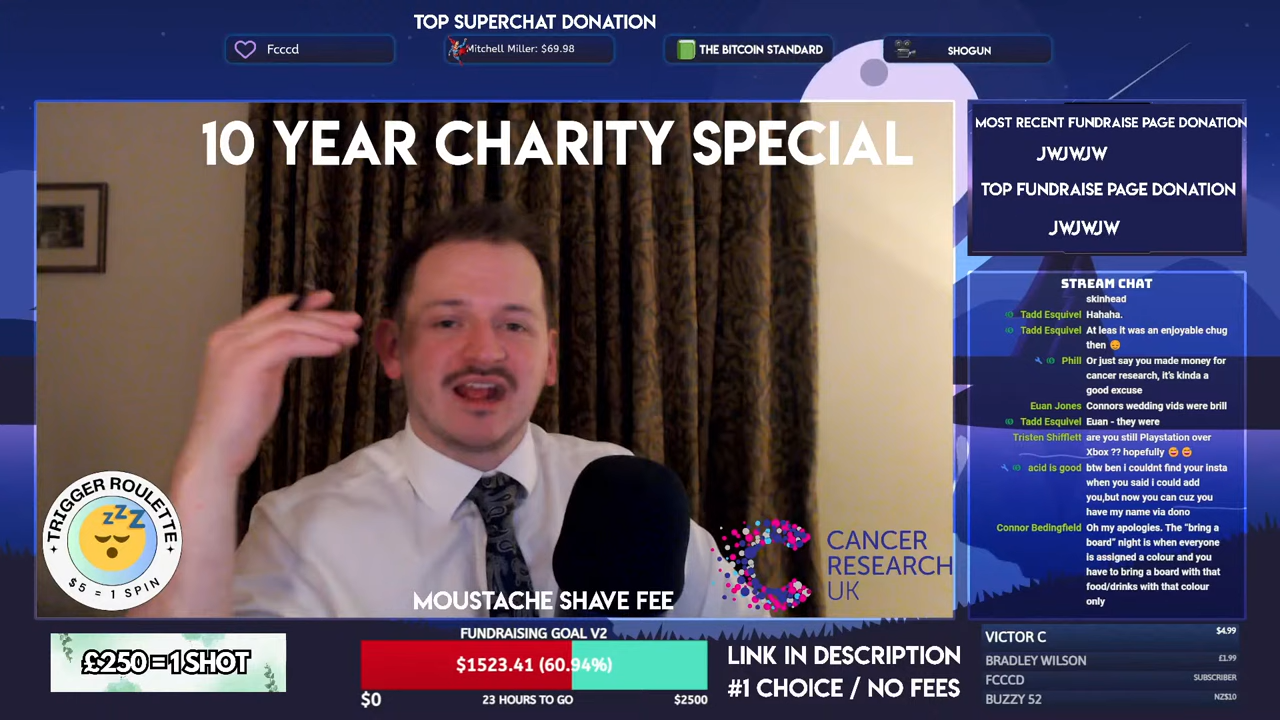 TOP SUPERCHAT DONATION
Fcccd
Mitchell Miller: $69.98
THE BITCOIN STANDARD
SHOGUN
10 YEAR CHARITY SPECIAL
MOST RECENT FUNDRAISE PAGE DONATION
JWJWJW
TOP FUNDRAISE PAGE DONATION
JWJWJW
STREAM CHAT
skinhead
Tadd Esquivel Hahaha.
Tadd Esquivel At leas it was an enjoyable chug
then 😔
Phill Or just say you made money for
cancer research, it's kinda a
good excuse
Euan Jones Connors wedding vids were brill
Tadd Esquivel Euan - they were
Tristen Shifflett are you still Playstation over
Xbox ?? hopefully 😄 😄
acid is good btw ben i couldnt find your insta
when you said i could add
you,but now you can cuz you
have my name via dono
Connor Bedingfield Oh my apologies. The "bring a
board" night is when everyone
is assigned a colour and you
have to bring a board with that
food/drinks with that colour
only
TRIGGER ROULETTE
zzz
$5 = 1 SPIN
CANCER
RESEARCH
UK
MOUSTACHE SHAVE FEE
£250 = 1 SHOT
FUNDRAISING GOAL V2
$1523.41 (60.94%)
$0
23 HOURS TO GO
$2500
LINK IN DESCRIPTION
#1 CHOICE / NO FEES
VICTOR C $4.99
BRADLEY WILSON £1.99
FCCCD SUBSCRIBER
BUZZY 52 NZ$10